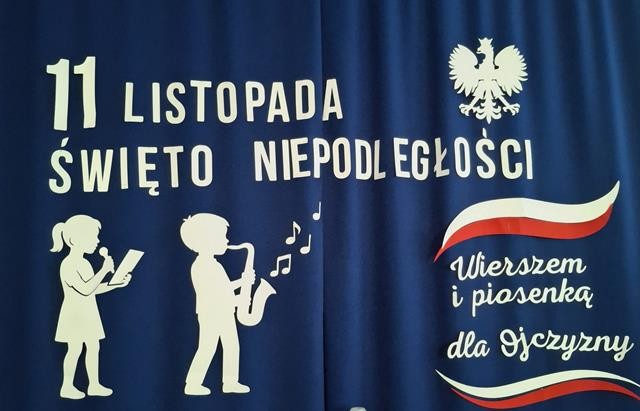 11 LISTOPADA
ŚWIĘTO NIEPODLEGŁOŚCI
Wierszem
i piosenką
dla Ojczyzny